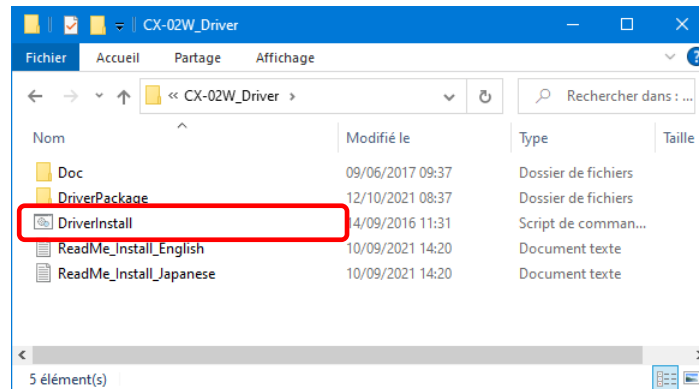 CX-02W_Driver
Fichier Accueil Partage Affichage
« CX-02W_Driver › Rechercher dans : ...
Nom Modifié le Type Taille
Doc 09/06/2017 09:37 Dossier de fichiers
DriverPackage 12/10/2021 08:37 Dossier de fichiers
DriverInstall 14/09/2016 11:31 Script de comman...
ReadMe_Install_English 10/09/2021 14:20 Document texte
ReadMe_Install_Japanese 10/09/2021 14:20 Document texte
5 élément(s)